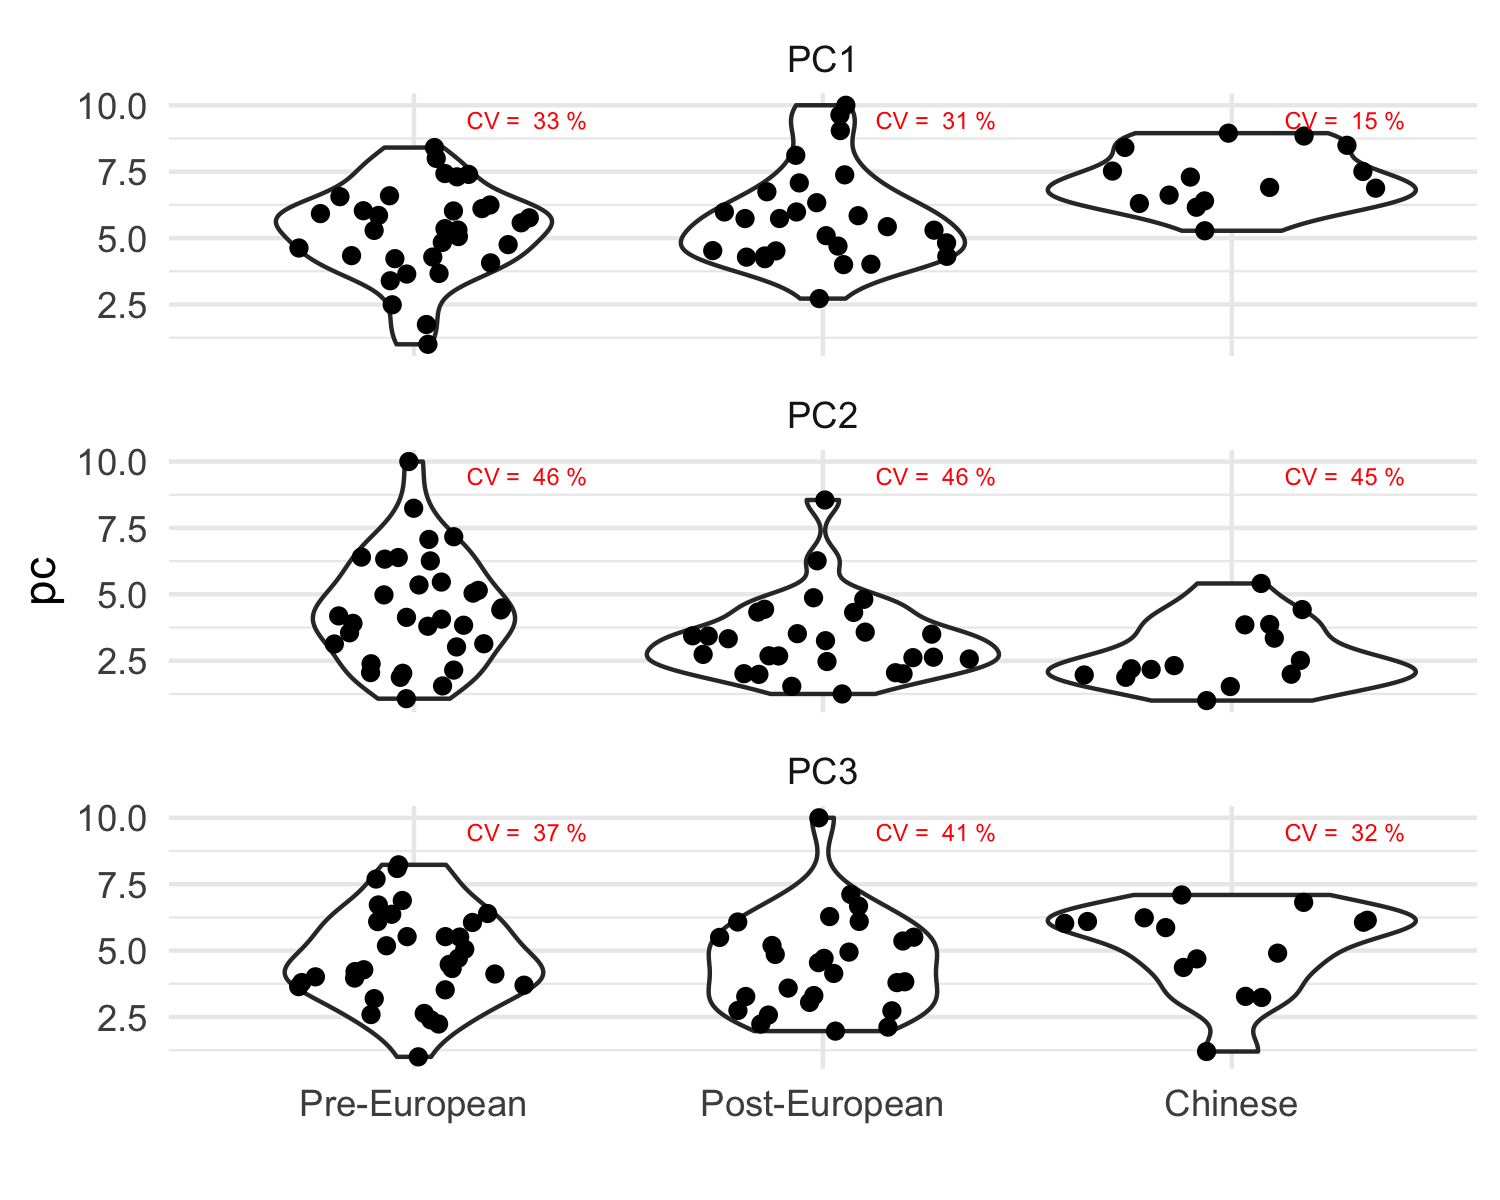 PC1
10.0
7.5
5.0
2.5
CV = 33 %
CV = 31 %
CV = 15 %
PC2
10.0
7.5
5.0
2.5
CV = 46 %
CV = 46 %
CV = 45 %
pc
PC3
10.0
7.5
5.0
2.5
CV = 37 %
CV = 41 %
CV = 32 %
Pre-European
Post-European
Chinese